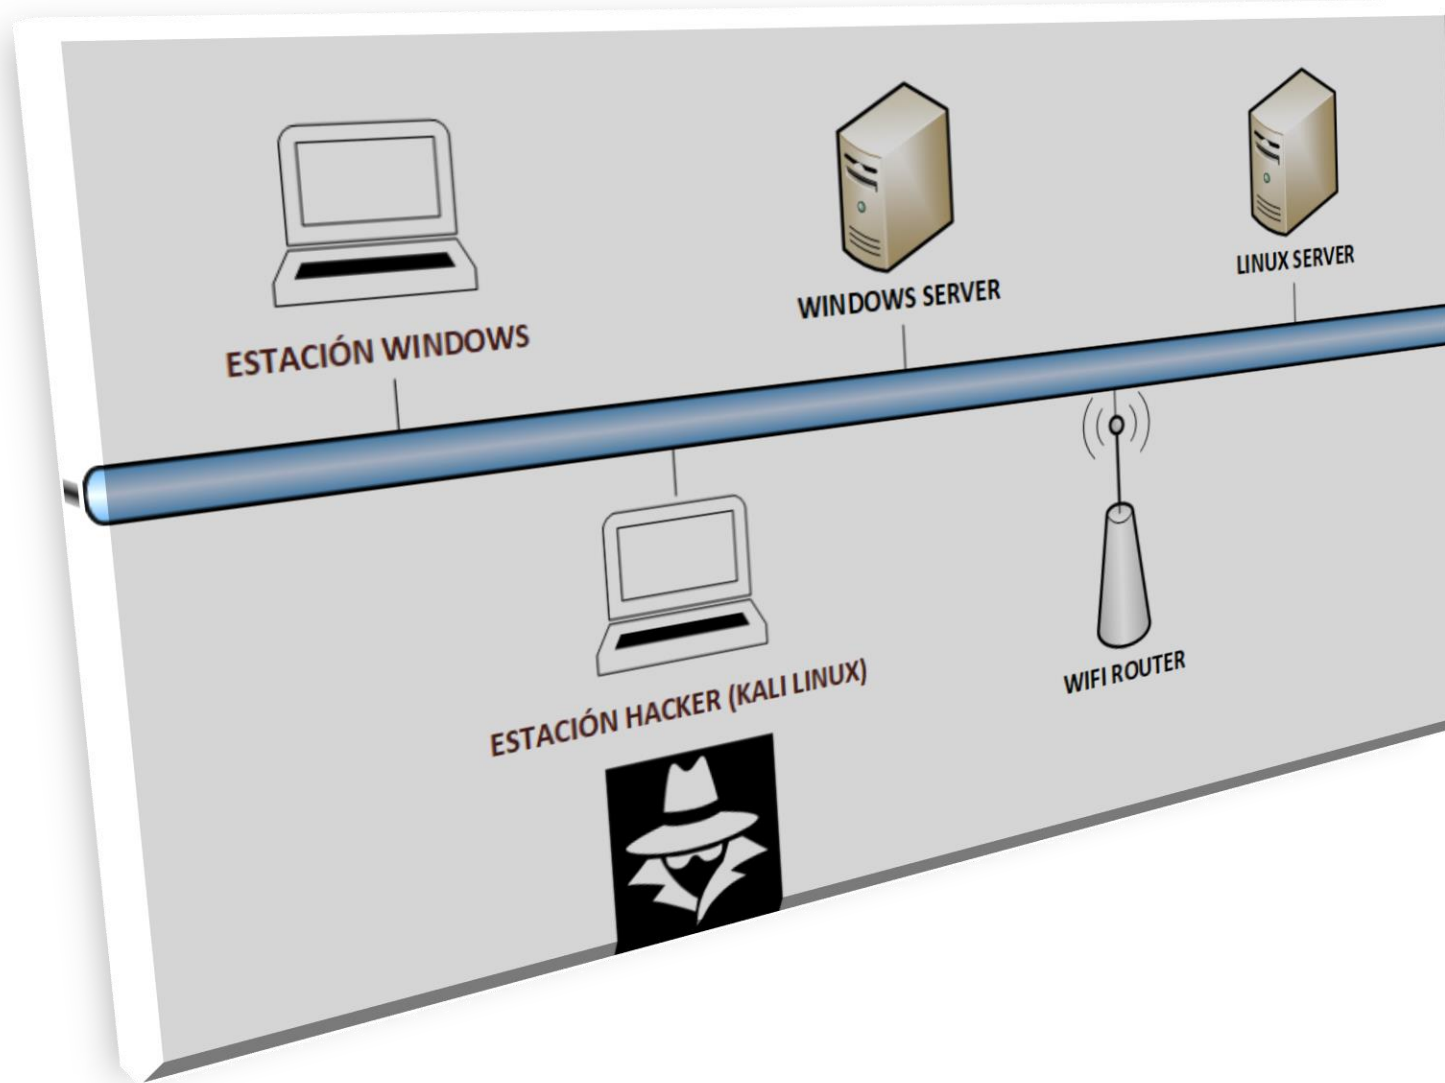 ESTACIÓN WINDOWS
WINDOWS SERVER
LINUX SERVER
ESTACIÓN HACKER (KALI LINUX)
WIFI ROUTER